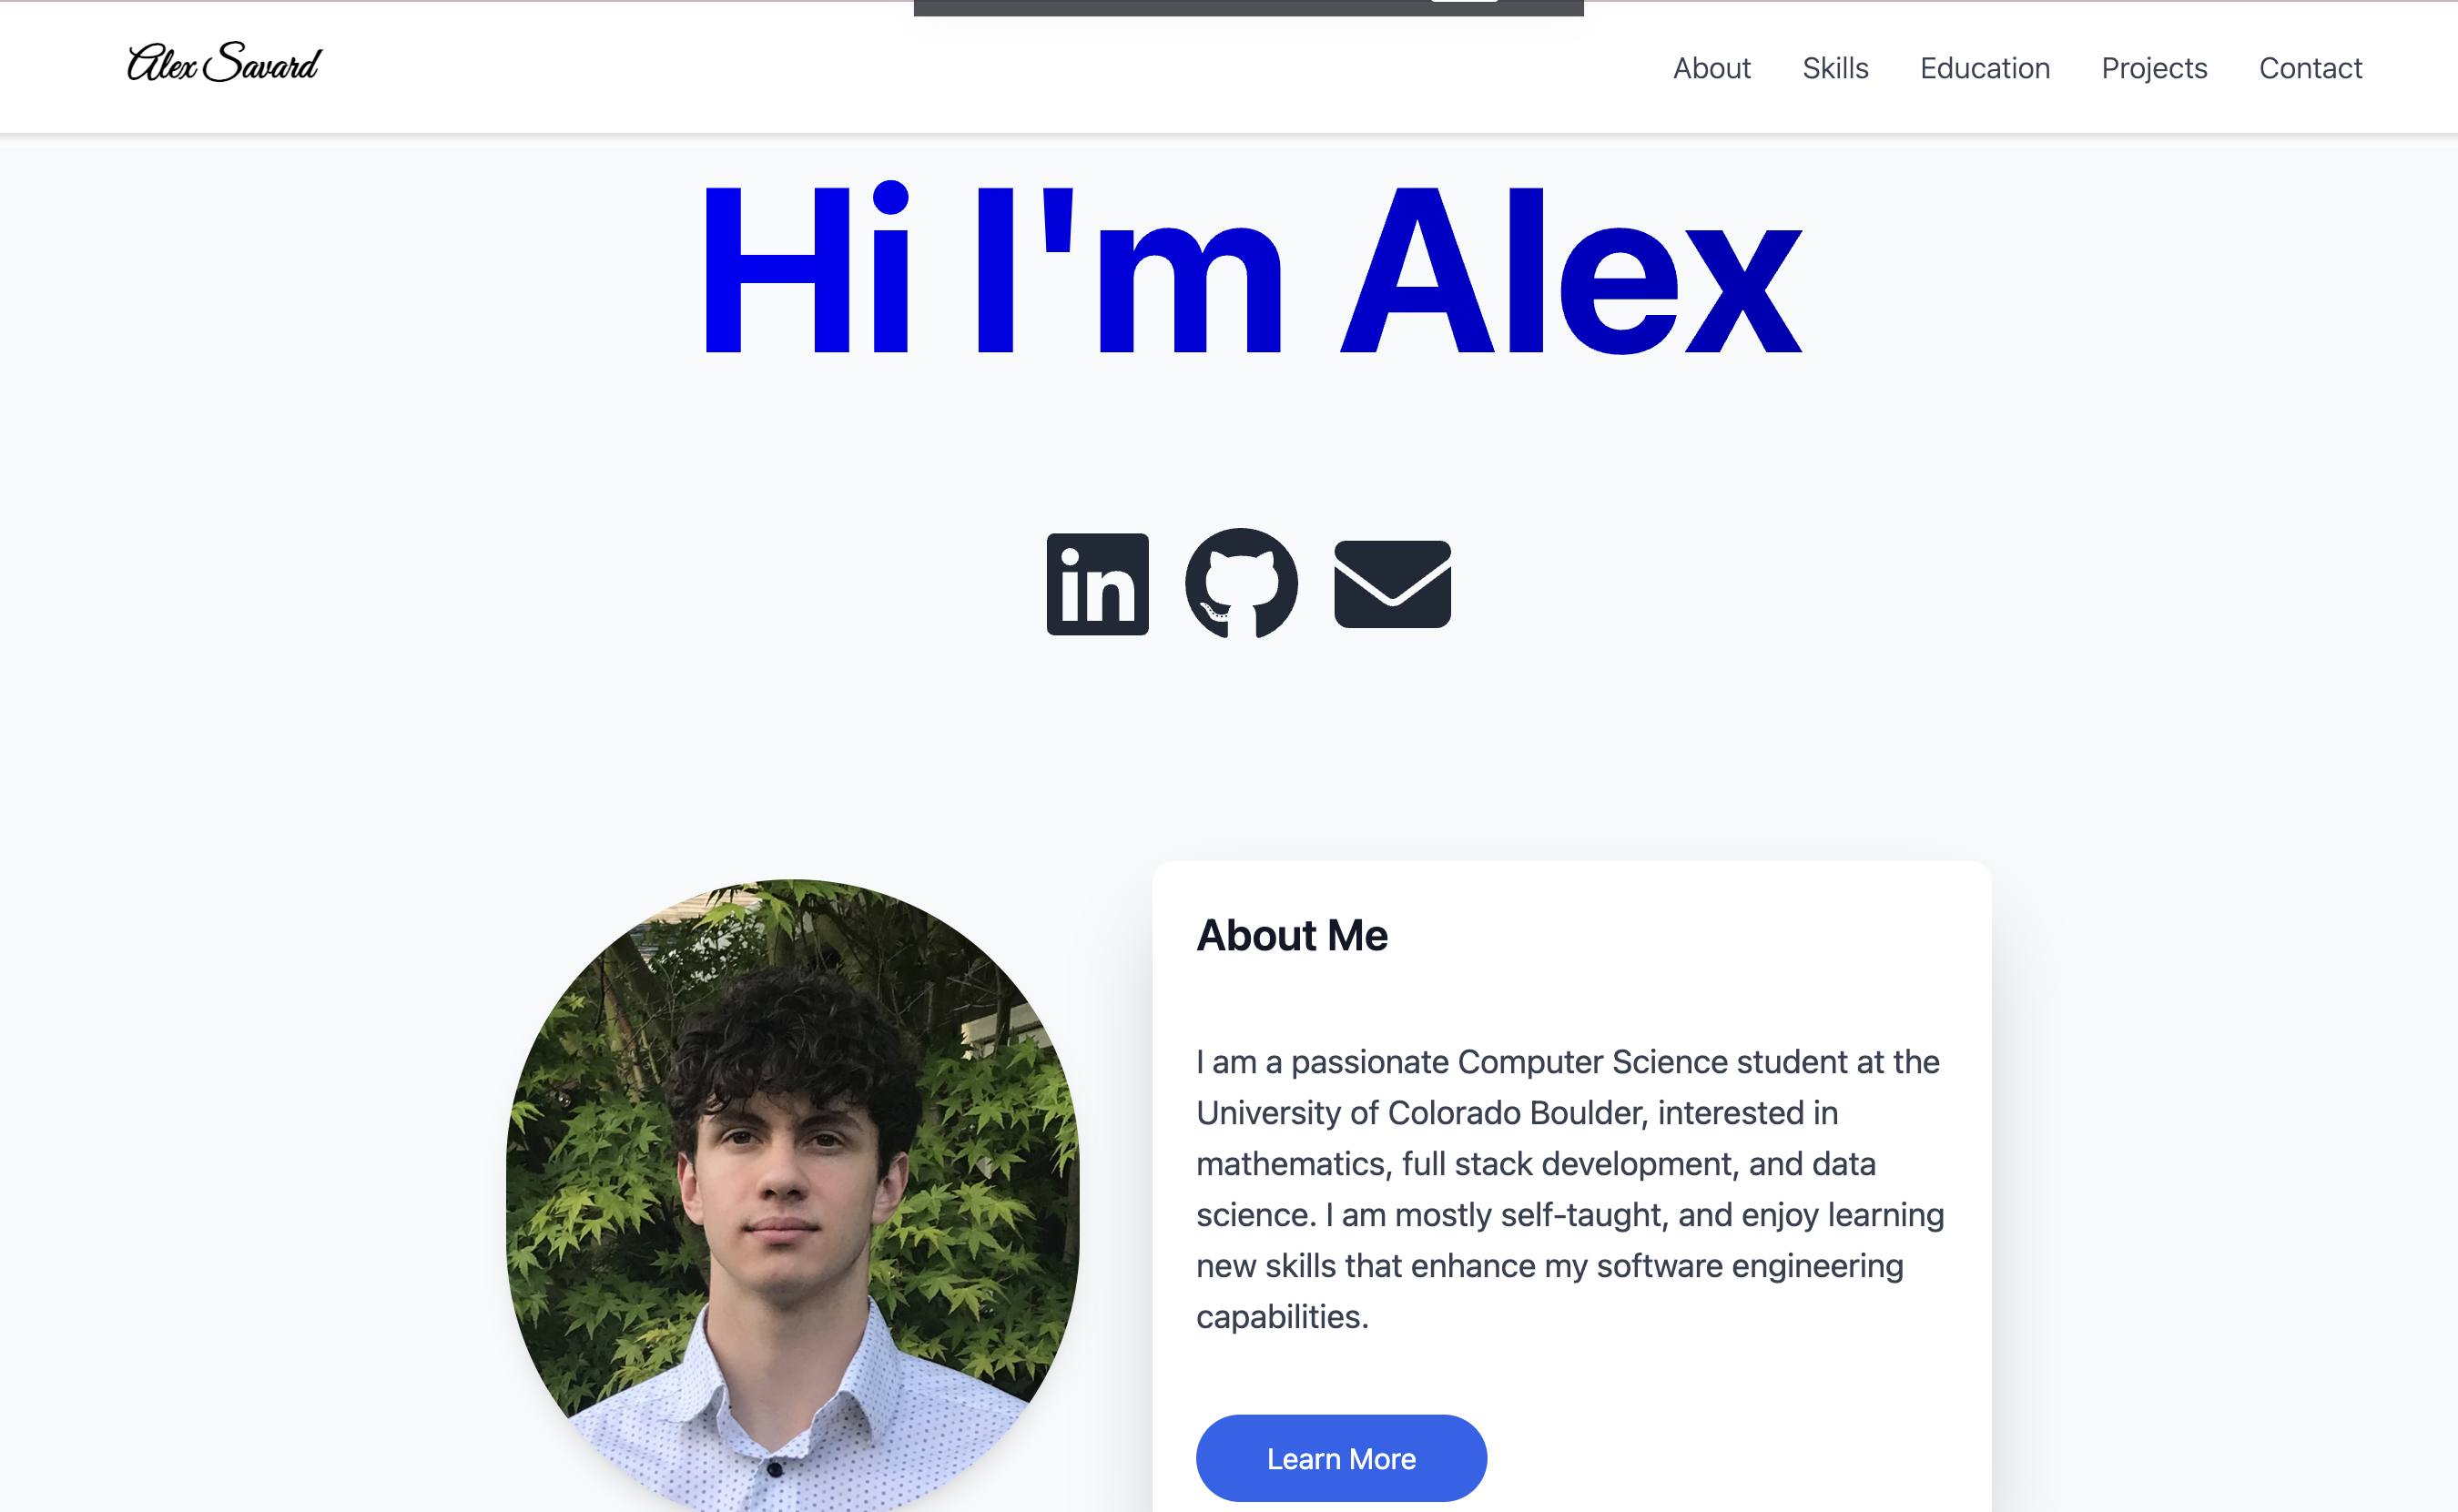 Alex Savard
About Skills Education Projects Contact
Hi I'm Alex
in
About Me
I am a passionate Computer Science student at the
University of Colorado Boulder, interested in
mathematics, full stack development, and data
science. I am mostly self-taught, and enjoy learning
new skills that enhance my software engineering
capabilities.
Learn More